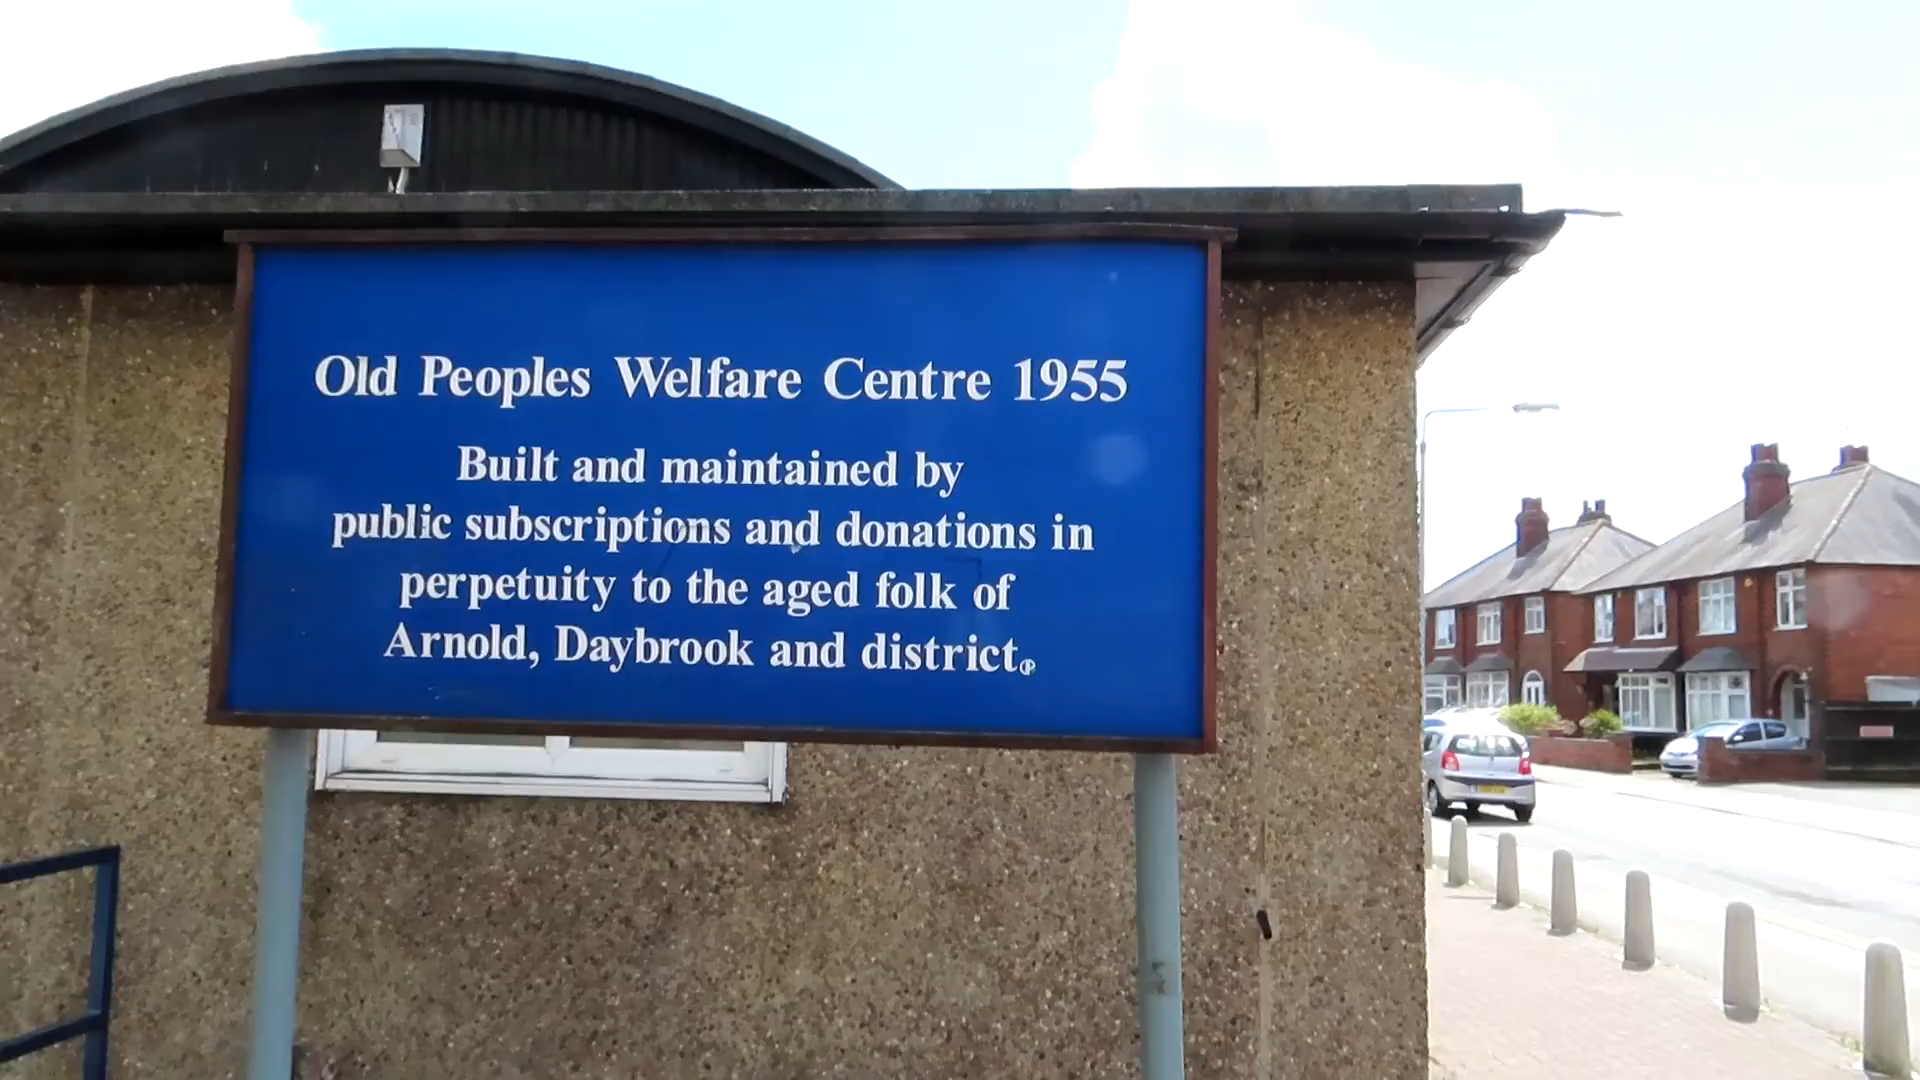 Old Peoples Welfare Centre 1955
Built and maintained by
public subscriptions and donations in
perpetuity to the aged folk of
Arnold, Daybrook and district.